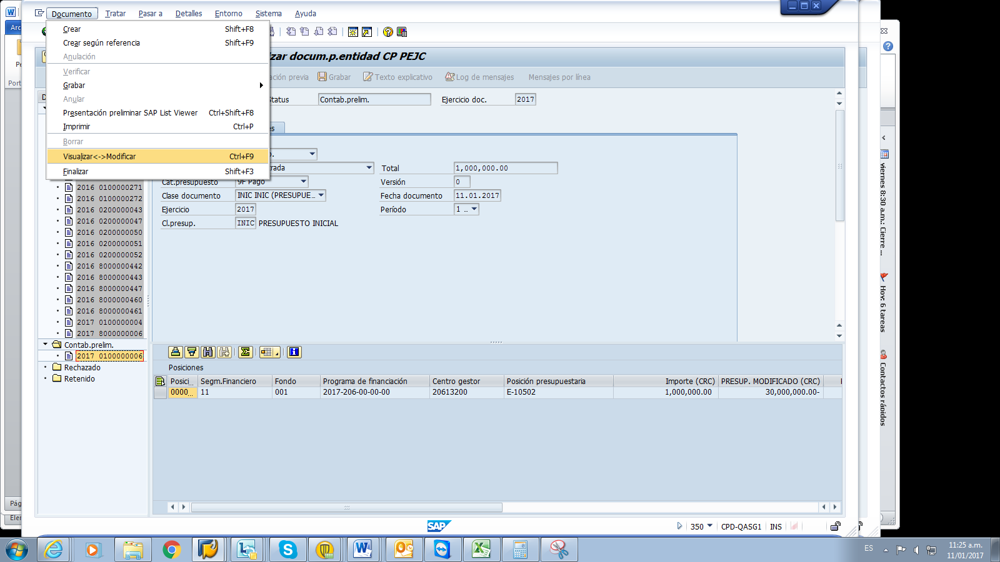 Documento Tratar Pasar a Detalles Entorno Sistema Ayuda
Crear Shift+F8
Crear según referencia Shift+F9
Anulación
Verificar
Grabar
Anular
Presentación preliminar SAP List Viewer Ctrl+Shift+F8
Imprimir Ctrl+P
Borrar
Visualizar<->Modificar Ctrl+F9
Finalizar Shift+F3
zar docum.p.entidad CP PEJC
ación previa Grabar Texto explicativo Log de mensajes Mensajes por línea
Status Contab.prelim. Ejercicio doc. 2017
es
rada Total 1,000,000.00
Cat.presupuesto 9F Pago Versión 0
Clase documento INIC INIC (PRESUPUE... Fecha documento 11.01.2017
Ejercicio 2017 Período 1 ...
Cl.presup. INIC PRESUPUESTO INICIAL
2016 0100000271
2016 0100000272
2016 0200000043
2016 0200000047
2016 0200000050
2016 0200000051
2016 0200000052
2016 8000000442
2016 8000000443
2016 8000000447
2016 8000000460
2016 8000000461
2017 0100000004
2017 8000000006
Contab.prelim.
2017 0100000006
Rechazado
Retenido
Posiciones
Posici.. Segm.Financiero Fondo Programa de financiación Centro gestor Posición presupuestaria Importe (CRC) PRESUP. MODIFICADO (CRC)
0000... 11 001 2017-206-00-00-00 20613200 E-10502 1,000,000.00 30,000,000.00-
SAP 350 CPD-QASG1 INS
Arc
Pe
Port
Pág
Eler
viernes 8:30 a.m.: Cierre ...
Hoy: 6 tareas
Contactos rápidos
ES
11:25 a.m.
11/01/2017